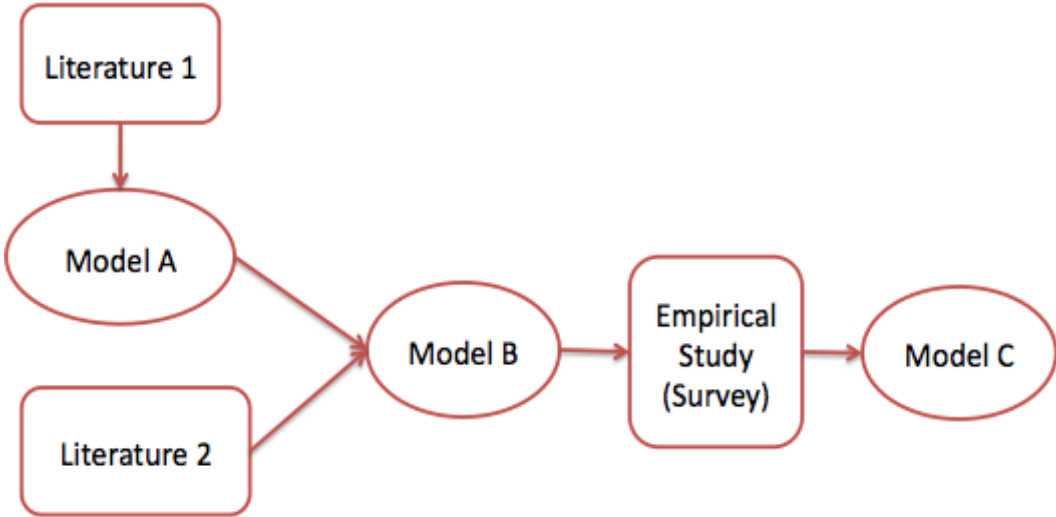 Literature 1
Model A
Literature 2
Model B
Empirical
Study
(Survey)
Model C